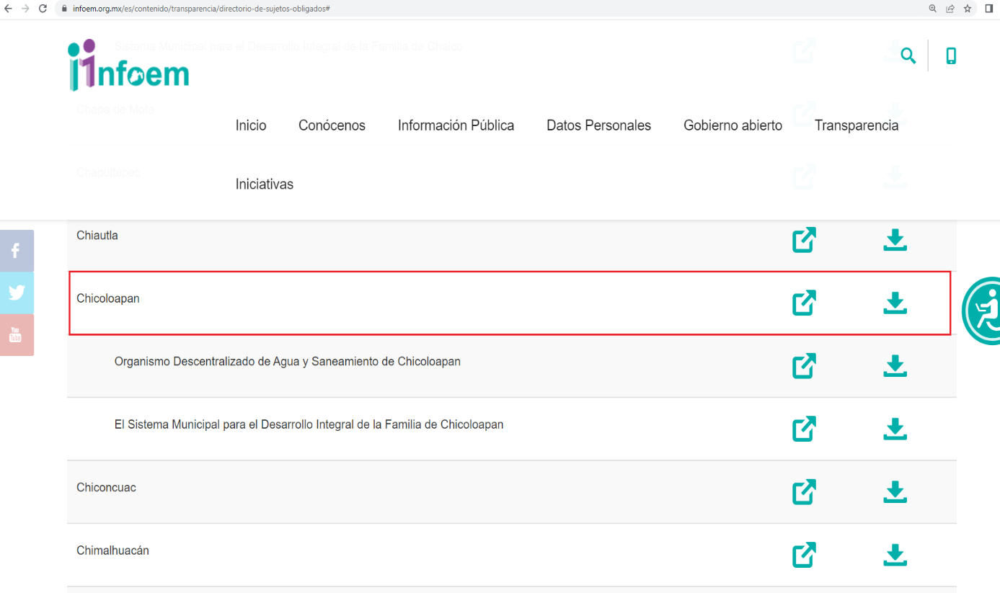 infoem.org.mx/es/contenido/transparencia/directorio-de-sujetos-obligados#
Sistema Municipal para el Desarrollo Integral de la Familia de Chalco
infoem
Chapa de Mota
Inicio Conócenos Información Pública Datos Personales Gobierno abierto Transparencia
Chapultepec
Iniciativas
Chiautla
Chicoloapan
Organismo Descentralizado de Agua y Saneamiento de Chicoloapan
El Sistema Municipal para el Desarrollo Integral de la Familia de Chicoloapan
Chiconcuac
Chimalhuacán
You
Tube